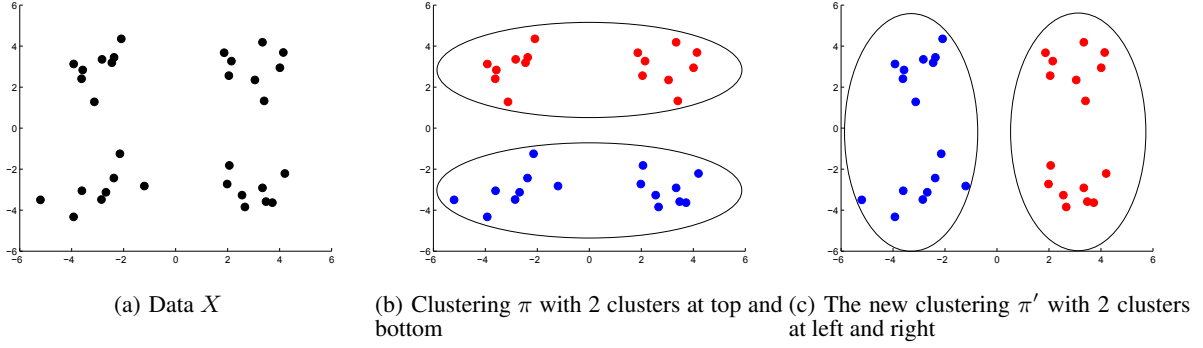 6
4
2
0
−2
−4
−6
−6 −4 −2 0 2 4 6
6
4
2
0
−2
−4
−6
−6 −4 −2 0 2 4 6
6
4
2
0
−2
−4
−6
−6 −4 −2 0 2 4 6
(a) Data X
(b) Clustering π with 2 clusters at top and
bottom
(c) The new clustering π′ with 2 clusters
at left and right